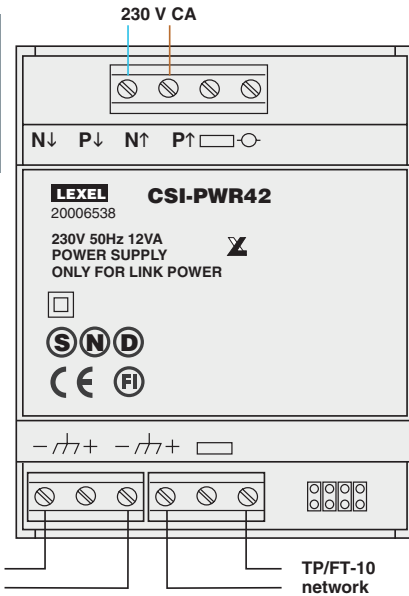 230 V CA
N↓ P↓ N↑ P↑
LEXEL CSI-PWR42
20006538
230V 50Hz 12VA
POWER SUPPLY
ONLY FOR LINK POWER
S N D
CE FI
- + - +
TP/FT-10
network